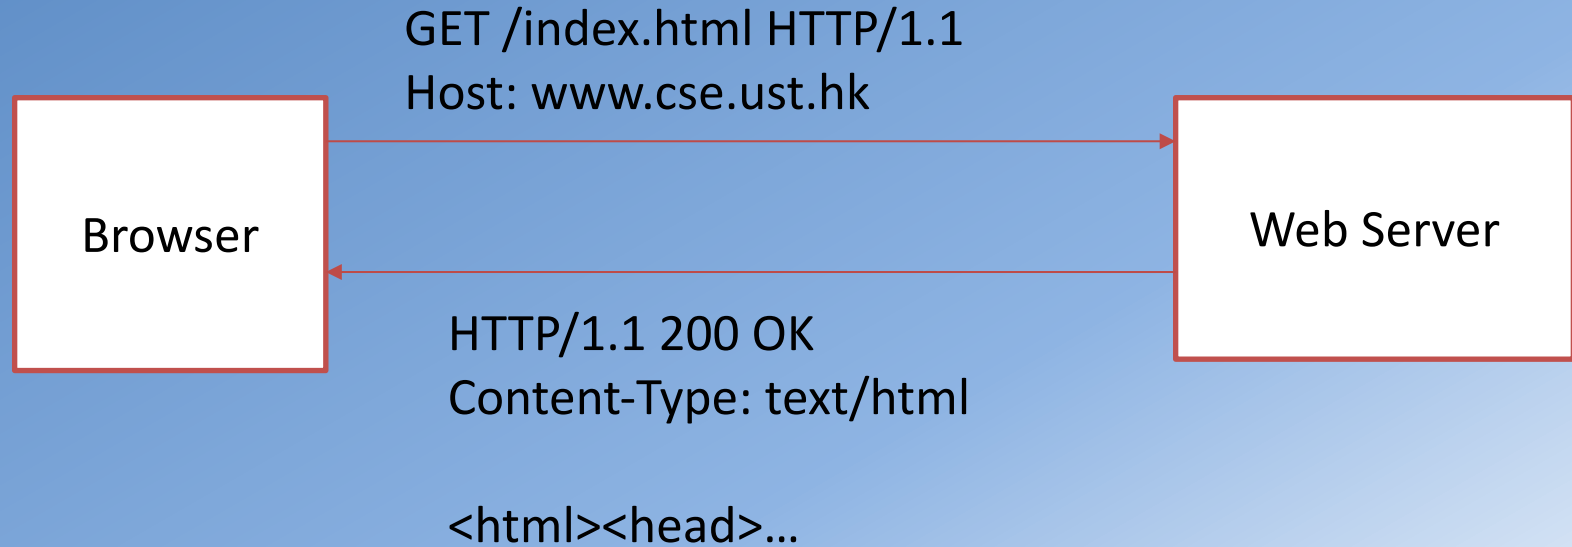 GET /index.html HTTP/1.1
Host: www.cse.ust.hk
Browser
Web Server
HTTP/1.1 200 OK
Content-Type: text/html
<html><head>…